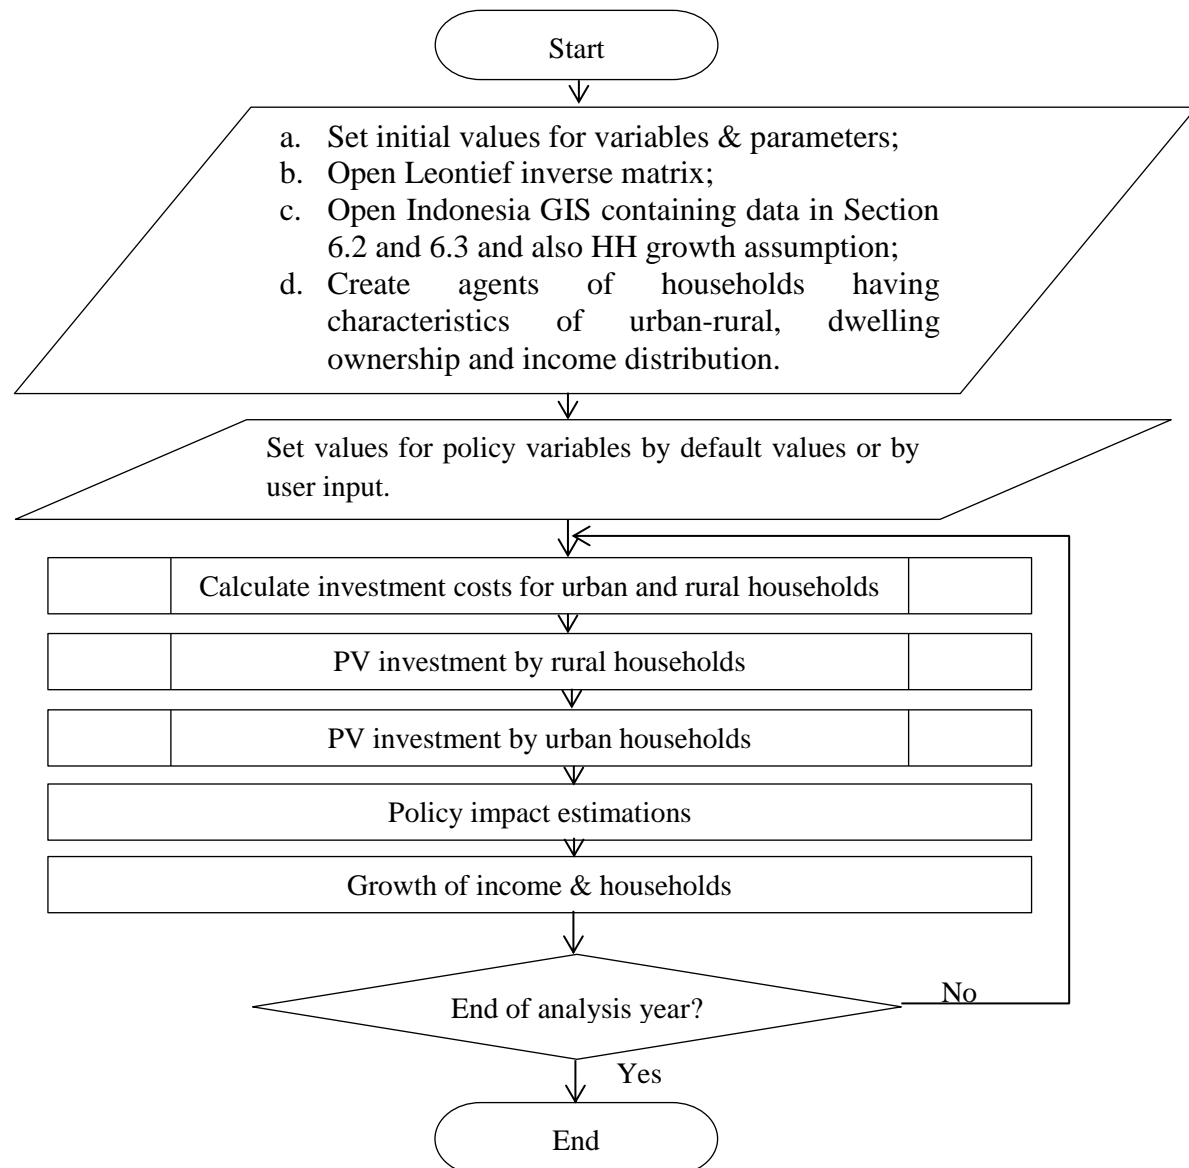 Start
a. Set initial values for variables & parameters;
b. Open Leontief inverse matrix;
c. Open Indonesia GIS containing data in Section
6.2 and 6.3 and also HH growth assumption;
d. Create agents of households having
characteristics of urban-rural, dwelling
ownership and income distribution.
Set values for policy variables by default values or by
user input.
Calculate investment costs for urban and rural households
PV investment by rural households
PV investment by urban households
Policy impact estimations
Growth of income & households
End of analysis year?
No
Yes
End